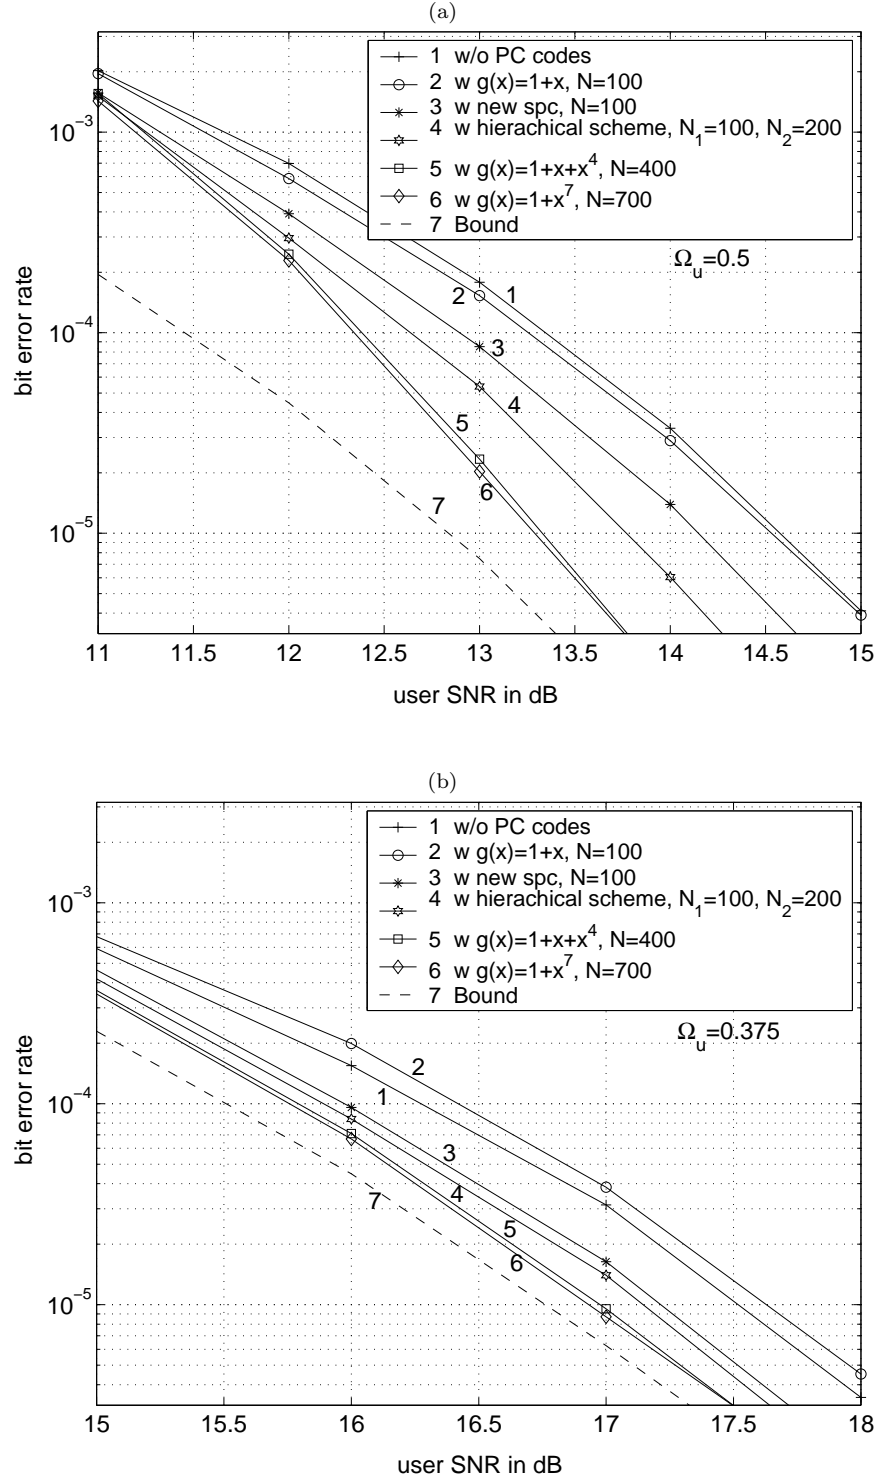 (a)
1 w/o PC codes
2 w g(x)=1+x, N=100
3 w new spc, N=100
4 w hierachical scheme, N₁=100, N₂=200
5 w g(x)=1+x+x⁴, N=400
6 w g(x)=1+x⁷, N=700
7 Bound
Ωᵤ=0.5
10⁻³
10⁻⁴
10⁻⁵
bit error rate
1
2
3
4
5
6
7
11 11.5 12 12.5 13 13.5 14 14.5 15
user SNR in dB
(b)
1 w/o PC codes
2 w g(x)=1+x, N=100
3 w new spc, N=100
4 w hierachical scheme, N₁=100, N₂=200
5 w g(x)=1+x+x⁴, N=400
6 w g(x)=1+x⁷, N=700
7 Bound
Ωᵤ=0.375
10⁻³
10⁻⁴
10⁻⁵
bit error rate
2
1
3
4
7
5
6
15 15.5 16 16.5 17 17.5 18
user SNR in dB